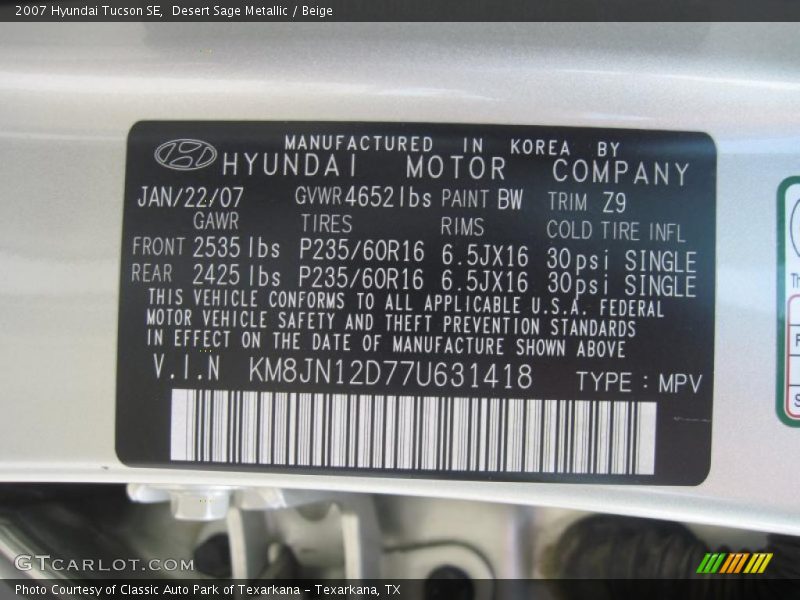 2007 Hyundai Tucson SE, Desert Sage Metallic / Beige
MANUFACTURED IN KOREA BY
HYUNDAI MOTOR COMPANY
JAN/22/07 GVWR 4652lbs PAINT BW TRIM Z9
GAWR TIRES RIMS COLD TIRE INFL
FRONT 2535 lbs P235/60R16 6.5JX16 30psi SINGLE
REAR 2425 lbs P235/60R16 6.5JX16 30psi SINGLE
THIS VEHICLE CONFORMS TO ALL APPLICABLE U.S.A. FEDERAL
MOTOR VEHICLE SAFETY AND THEFT PREVENTION STANDARDS
IN EFFECT ON THE DATE OF MANUFACTURE SHOWN ABOVE
V.I.N KM8JN12D77U631418 TYPE : MPV
GTCARLOT.COM
Photo Courtesy of Classic Auto Park of Texarkana - Texarkana, TX